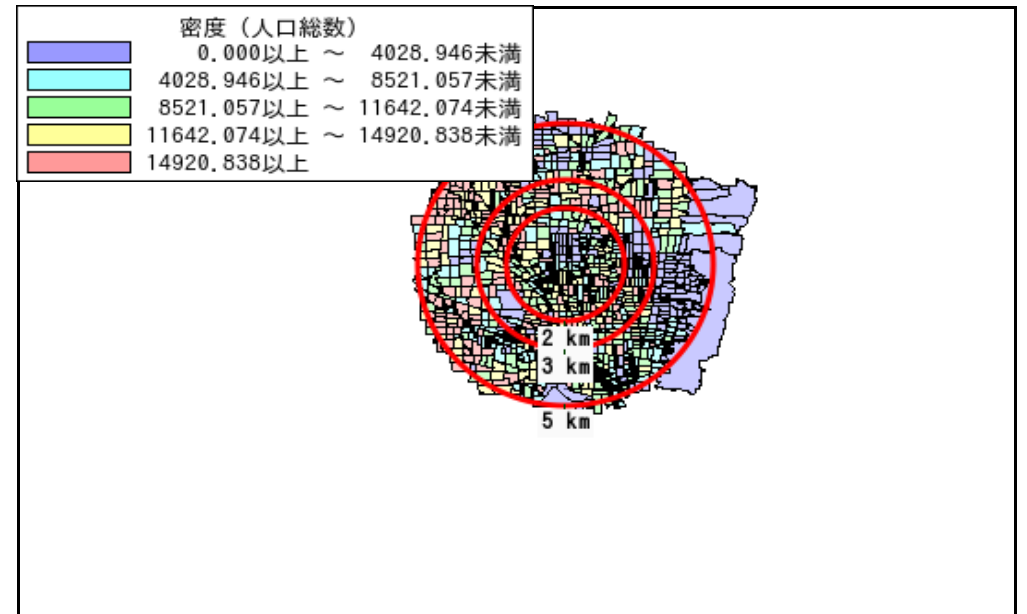 密度（人口総数）
0.000以上 ～ 4028.946未満
4028.946以上 ～ 8521.057未満
8521.057以上 ～ 11642.074未満
11642.074以上 ～ 14920.838未満
14920.838以上
2 km
3 km
5 km